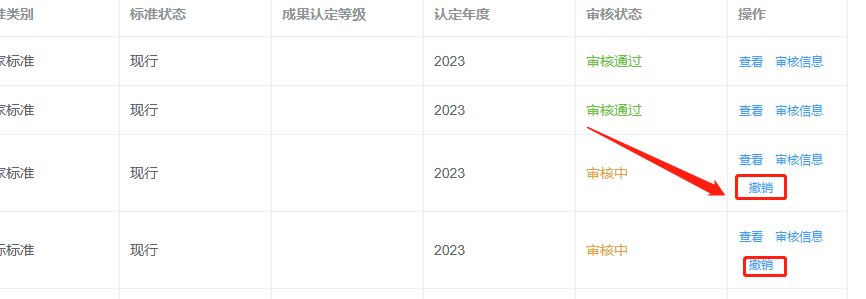 准类别 标准状态 成果认定等级 认定年度 审核状态 操作
家标准 现行 2023 审核通过 查看 审核信息
现行 2023 审核通过 查看 审核信息
家标准 现行 2023 审核中 查看 审核信息
撤销
标准 现行 2023 审核中 查看 审核信息
撤销